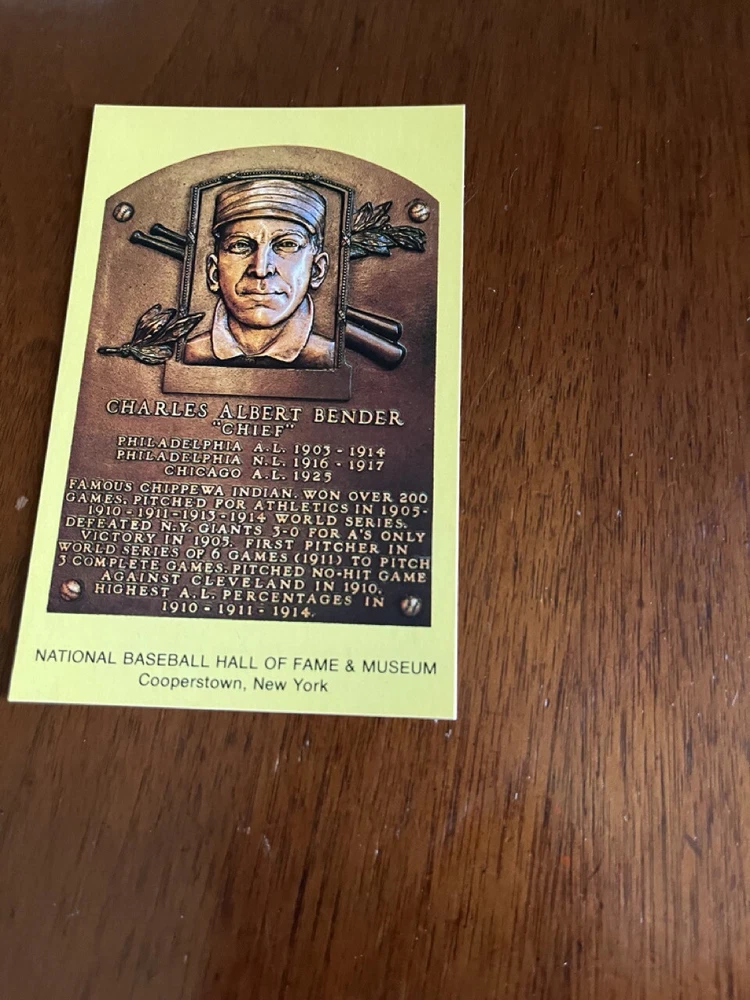 CHARLES ALBERT BENDER
"CHIEF"
PHILADELPHIA A.L. 1903 - 1914
PHILADELPHIA N.L. 1916 - 1917
CHICAGO A.L. 1925
FAMOUS CHIPPEWA INDIAN. WON OVER 200
GAMES. PITCHED FOR ATHLETICS IN 1905-
1910-1911-1913-1914 WORLD SERIES.
DEFEATED N.Y. GIANTS 3-0 FOR A'S ONLY
VICTORY IN 1905. FIRST PITCHER IN
WORLD SERIES OF 6 GAMES (1911) TO PITCH
3 COMPLETE GAMES. PITCHED NO-HIT GAME
AGAINST CLEVELAND IN 1910.
HIGHEST A.L. PERCENTAGES IN
1910 - 1911 - 1914.
NATIONAL BASEBALL HALL OF FAME & MUSEUM
Cooperstown, New York